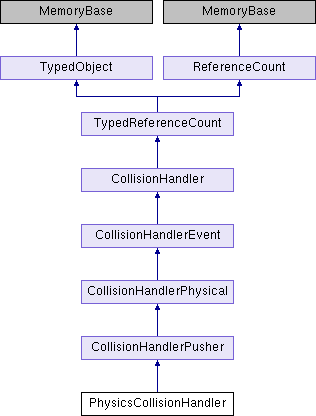 MemoryBase MemoryBase
TypedObject ReferenceCount
TypedReferenceCount
CollisionHandler
CollisionHandlerEvent
CollisionHandlerPhysical
CollisionHandlerPusher
PhysicsCollisionHandler